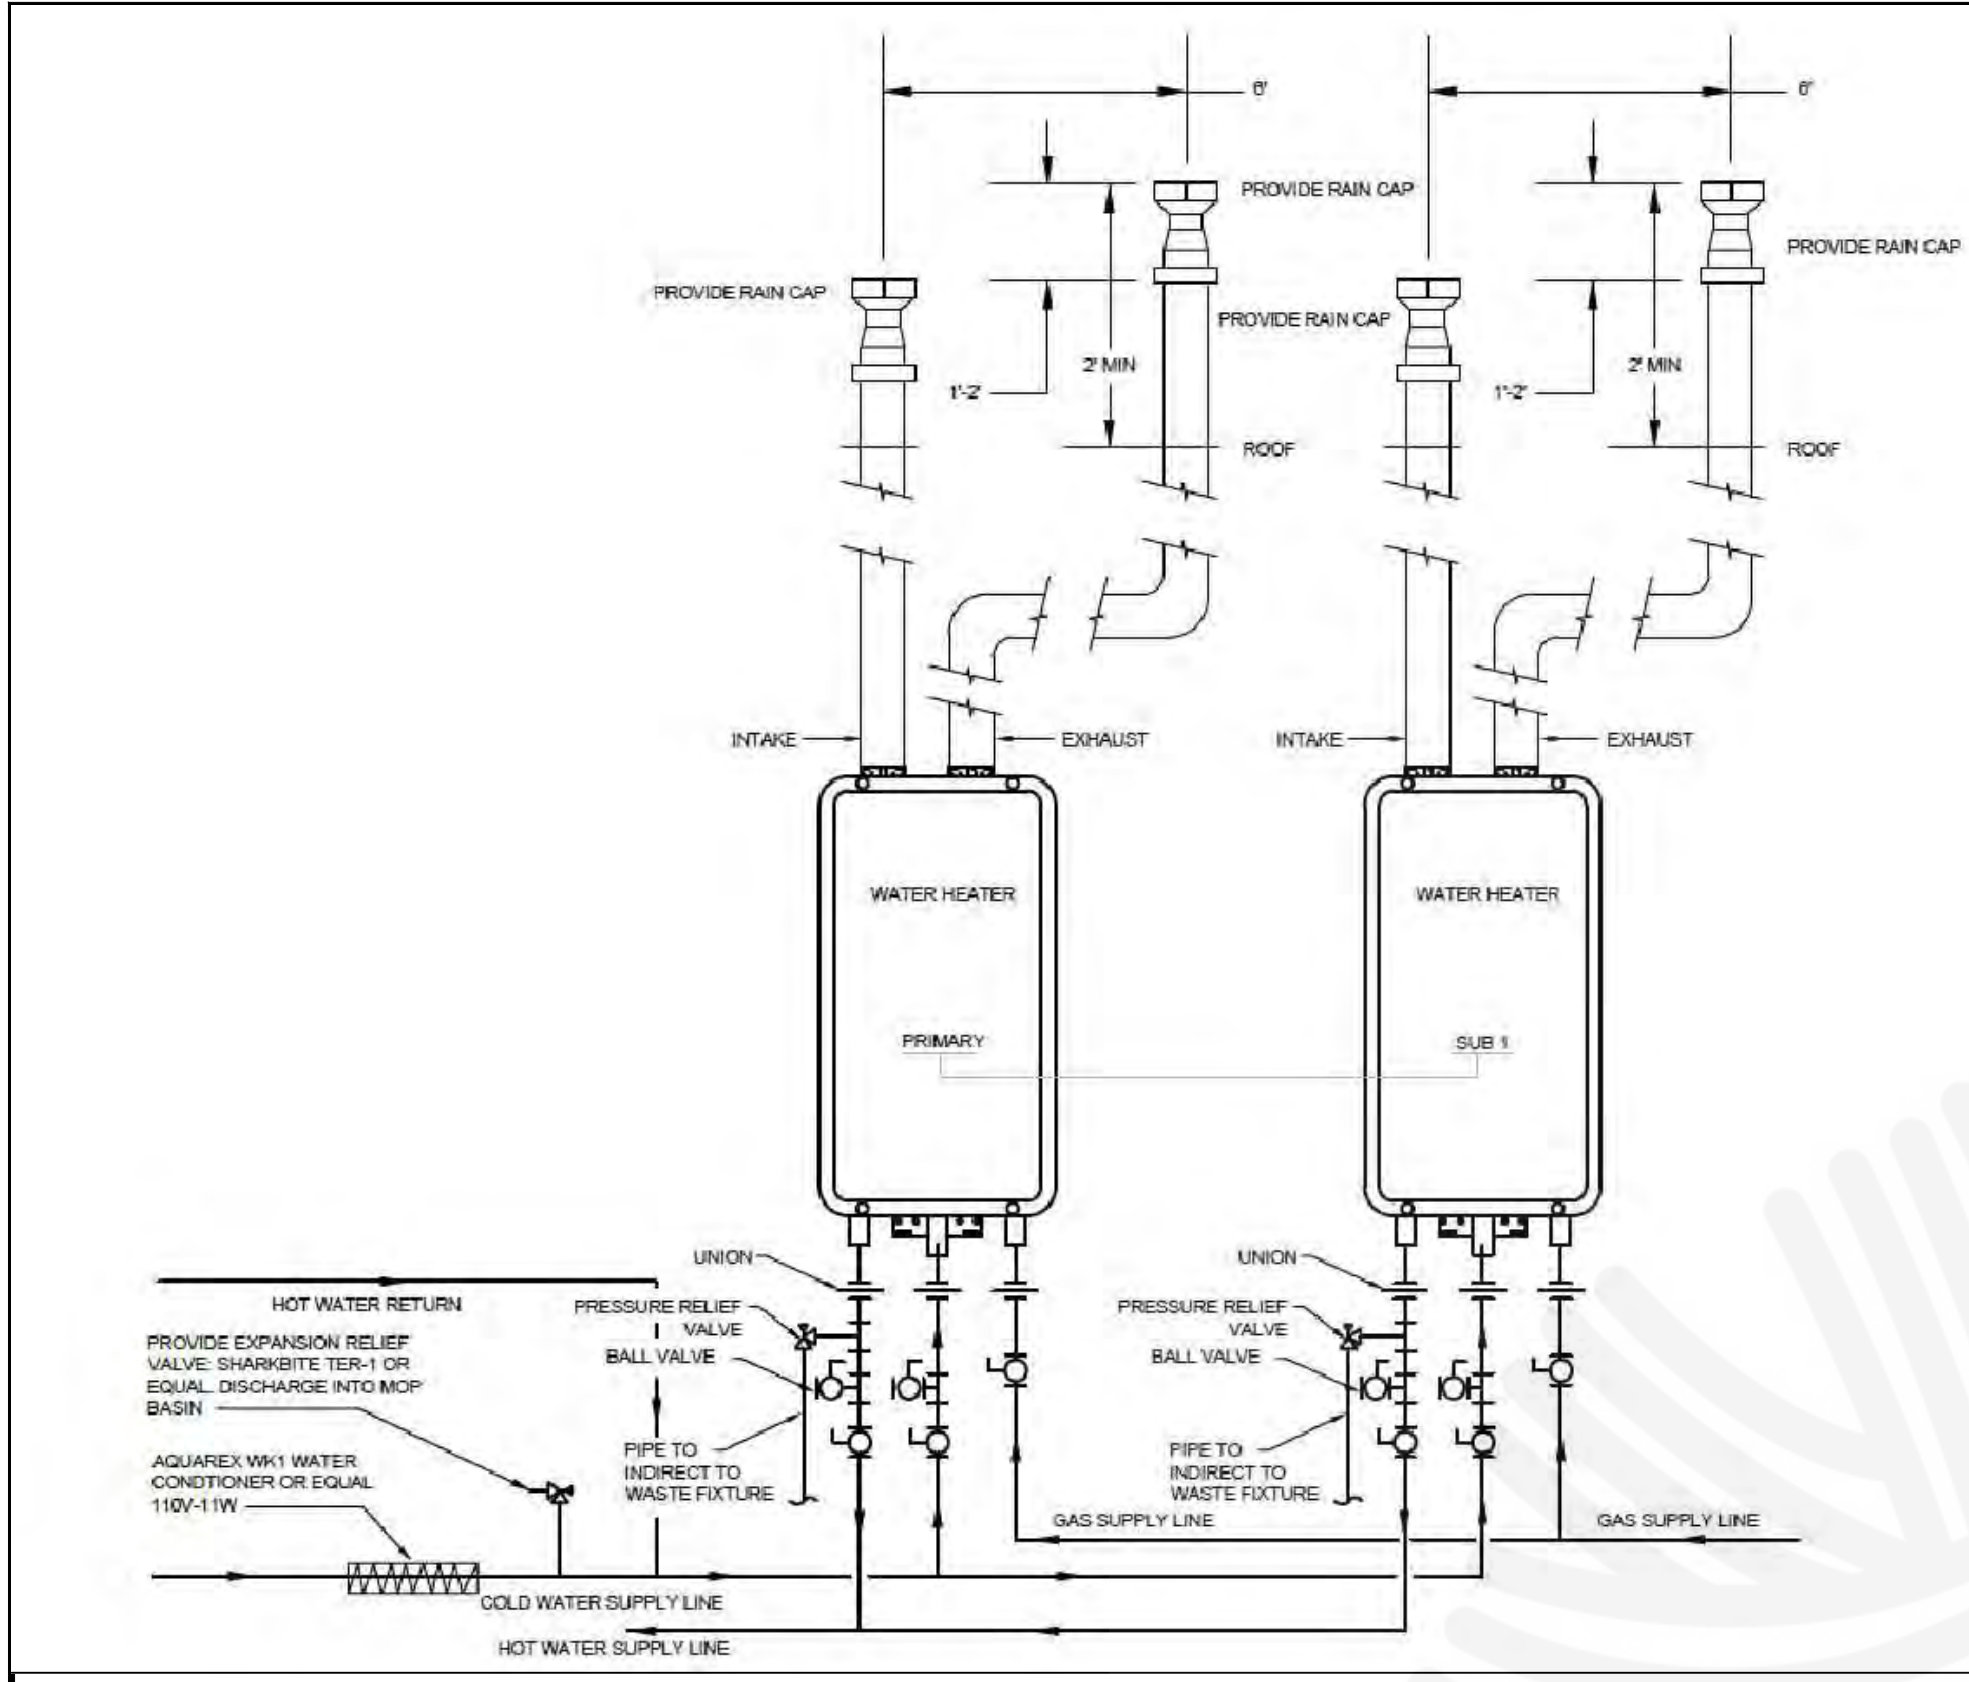 6'
6'
PROVIDE RAIN CAP
PROVIDE RAIN CAP
PROVIDE RAIN CAP
PROVIDE RAIN CAP
2' MIN
2' MIN
1'-2'
1'-2'
ROOF
ROOF
INTAKE
EXHAUST
INTAKE
EXHAUST
WATER HEATER
WATER HEATER
PRIMARY
SUB 1
UNION
UNION
HOT WATER RETURN
PRESSURE RELIEF
VALVE
PRESSURE RELIEF
VALVE
BALL VALVE
BALL VALVE
PROVIDE EXPANSION RELIEF
VALVE: SHARKBITE TER-1 OR
EQUAL. DISCHARGE INTO MOP
BASIN
PIPE TO
INDIRECT TO
WASTE FIXTURE
PIPE TO
INDIRECT TO
WASTE FIXTURE
AQUAREX WK1 WATER
CONDTIONER OR EQUAL
110V-11W
GAS SUPPLY LINE
GAS SUPPLY LINE
COLD WATER SUPPLY LINE
HOT WATER SUPPLY LINE